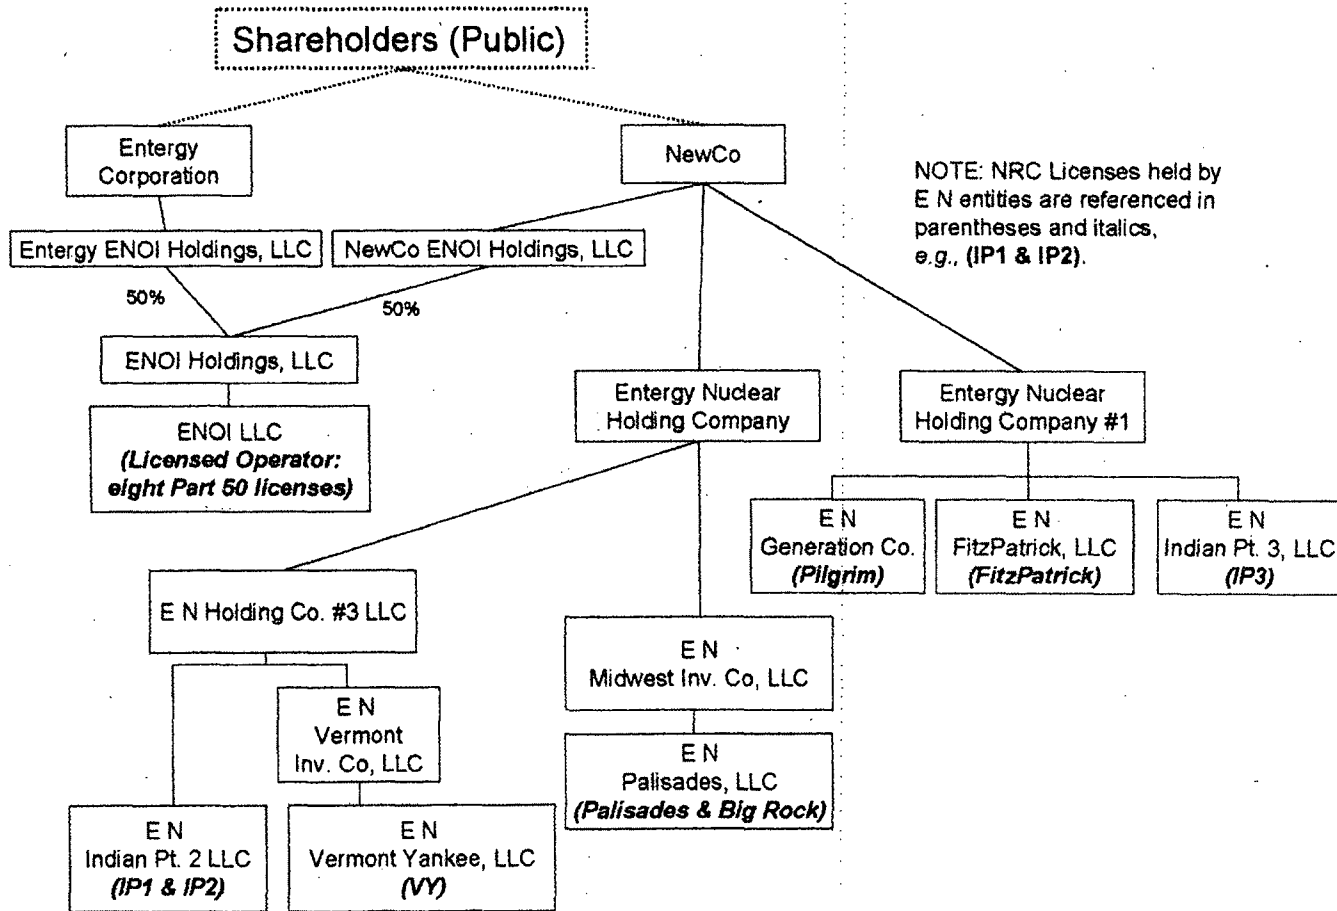 Shareholders (Public)
Entergy
Corporation
NewCo
NOTE: NRC Licenses held by
E N entities are referenced in
parentheses and italics,
e.g., (IP1 & IP2).
Entergy ENOI Holdings, LLC
NewCo ENOI Holdings, LLC
50%
50%
ENOI Holdings, LLC
ENOI LLC
(Licensed Operator:
eight Part 50 licenses)
Entergy Nuclear
Holding Company
Entergy Nuclear
Holding Company #1
E N
Generation Co.
(Pilgrim)
E N
FitzPatrick, LLC
(FitzPatrick)
E N
Indian Pt. 3, LLC
(IP3)
E N Holding Co. #3 LLC
E N
Midwest Inv. Co, LLC
E N
Vermont
Inv. Co, LLC
E N
Palisades, LLC
(Palisades & Big Rock)
E N
Indian Pt. 2 LLC
(IP1 & IP2)
E N
Vermont Yankee, LLC
(VY)